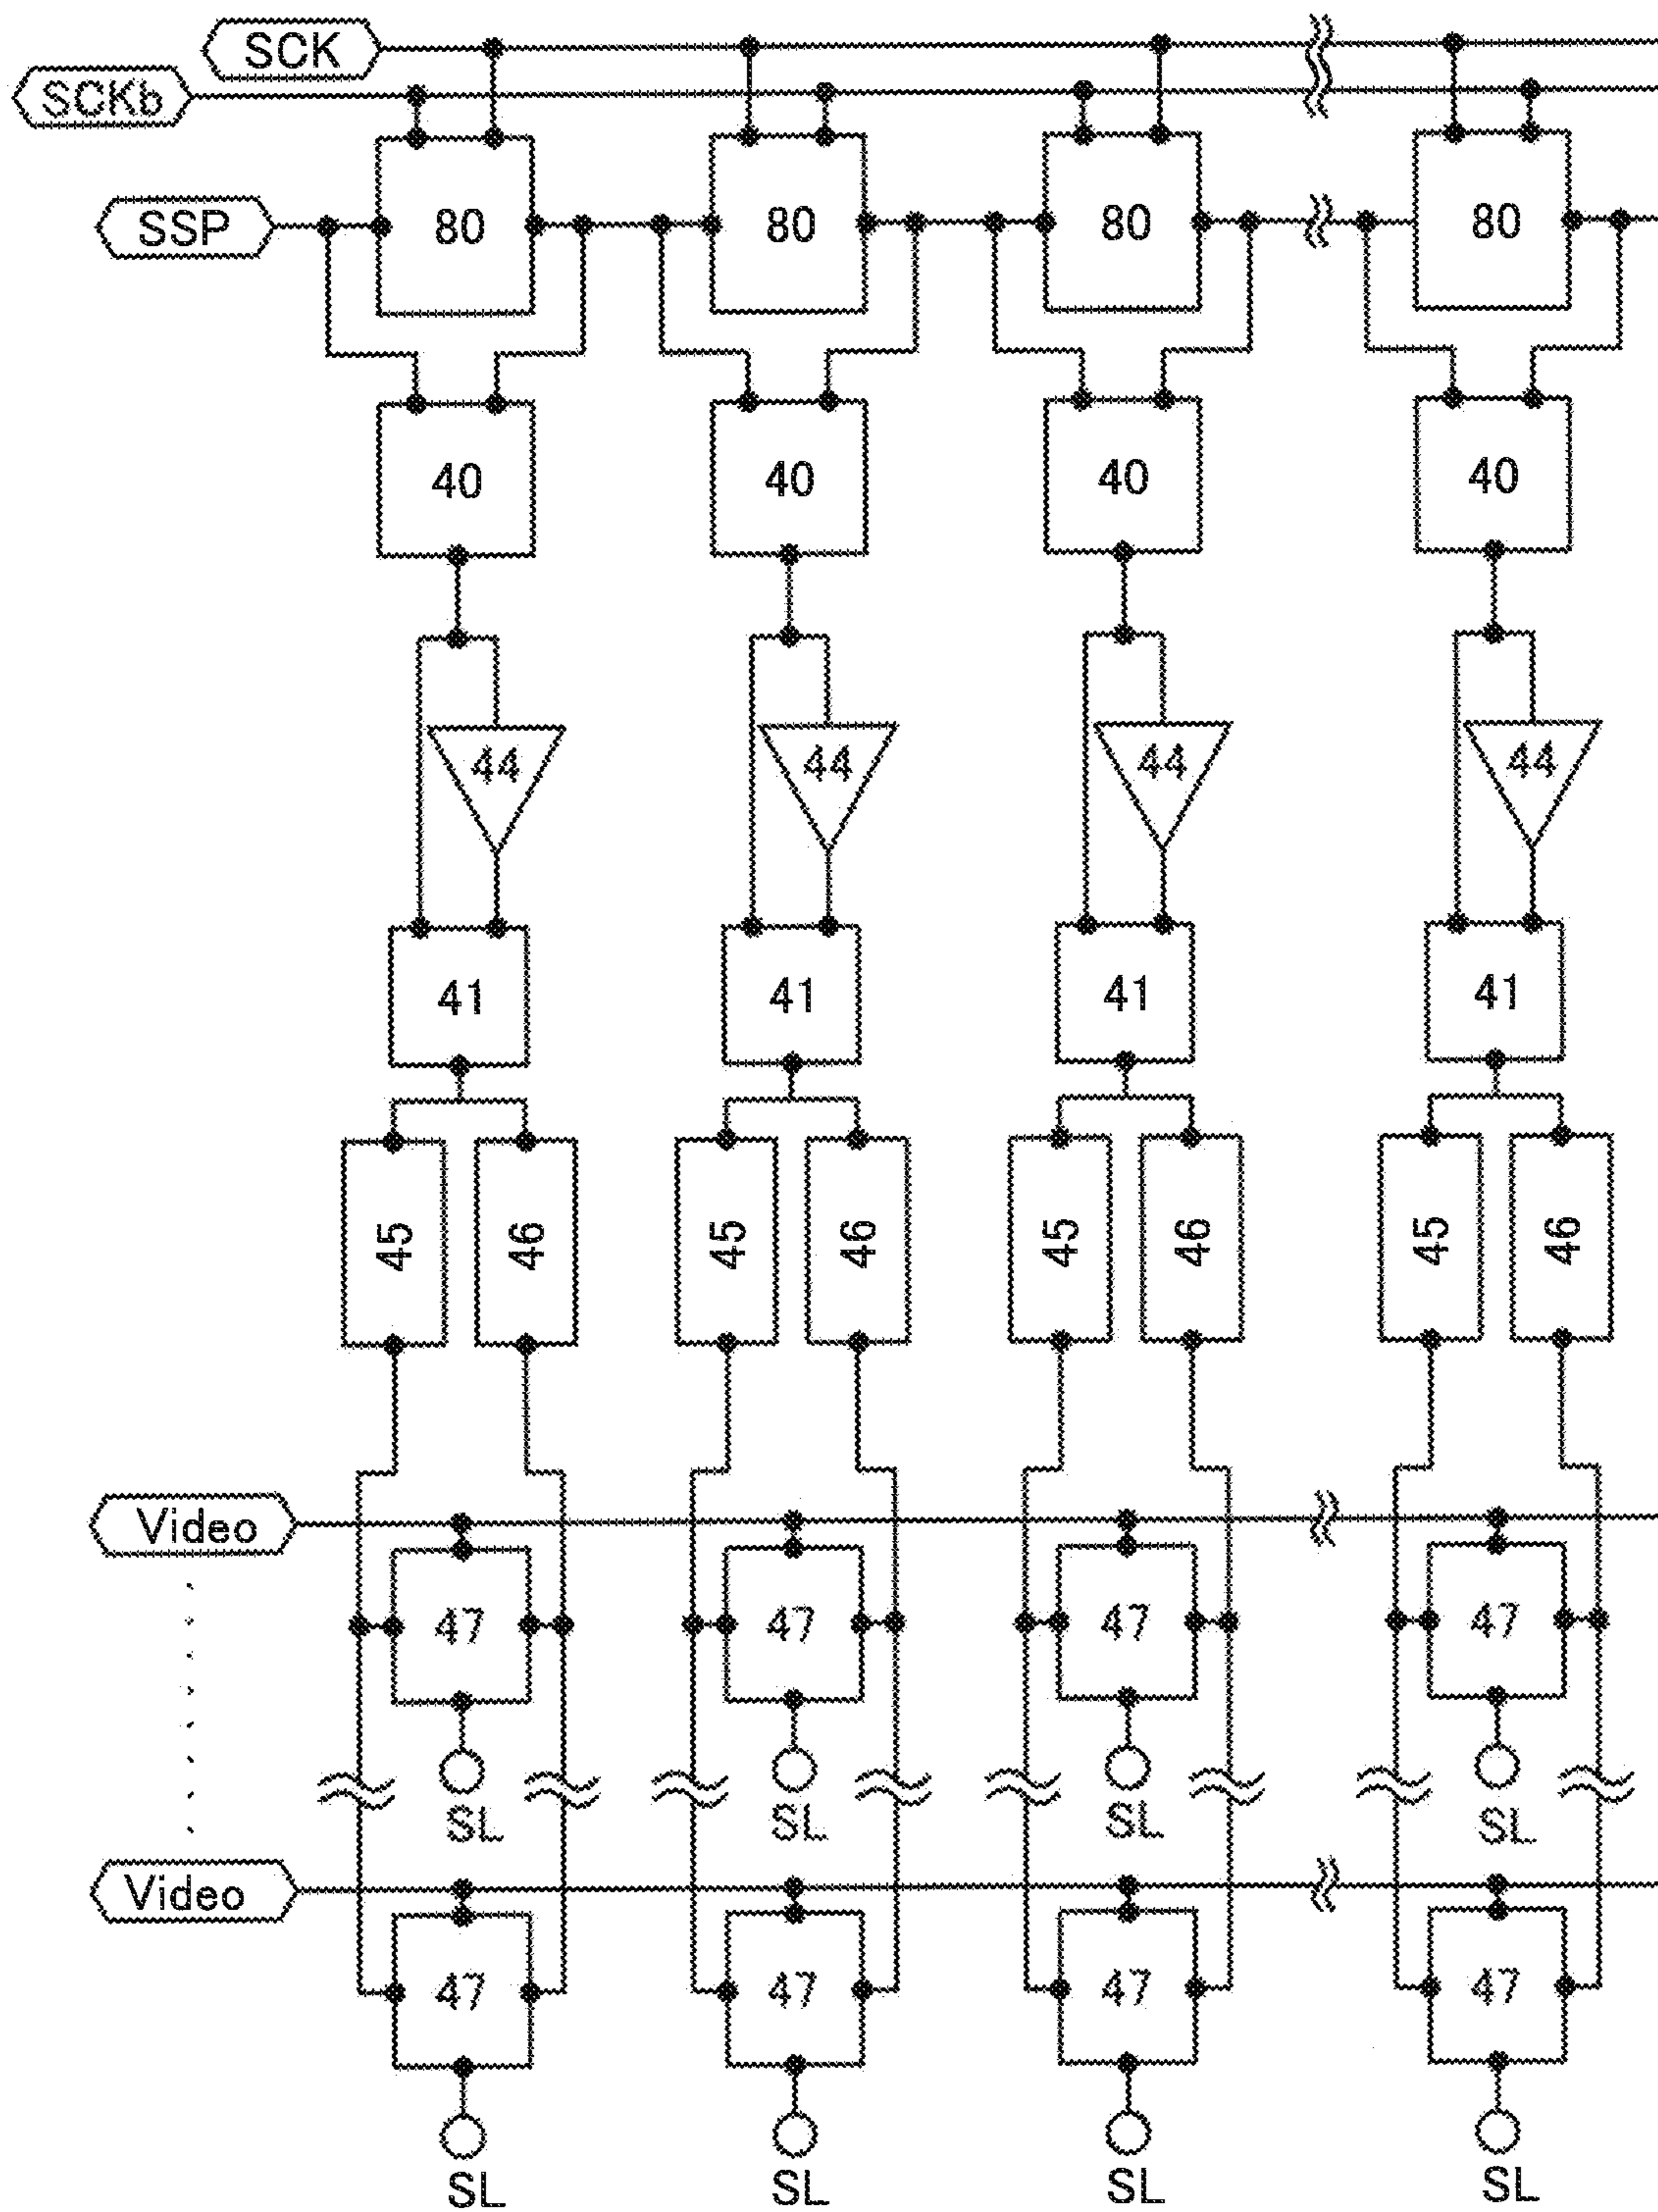 SCK
SCKb
SSP
80 80 80 80
40 40 40 40
44 44 44 44
41 41 41 41
45 46 45 46 45 46 45 46
Video
47 47 47 47
SL SL SL SL
Video
47 47 47 47
SL SL SL SL